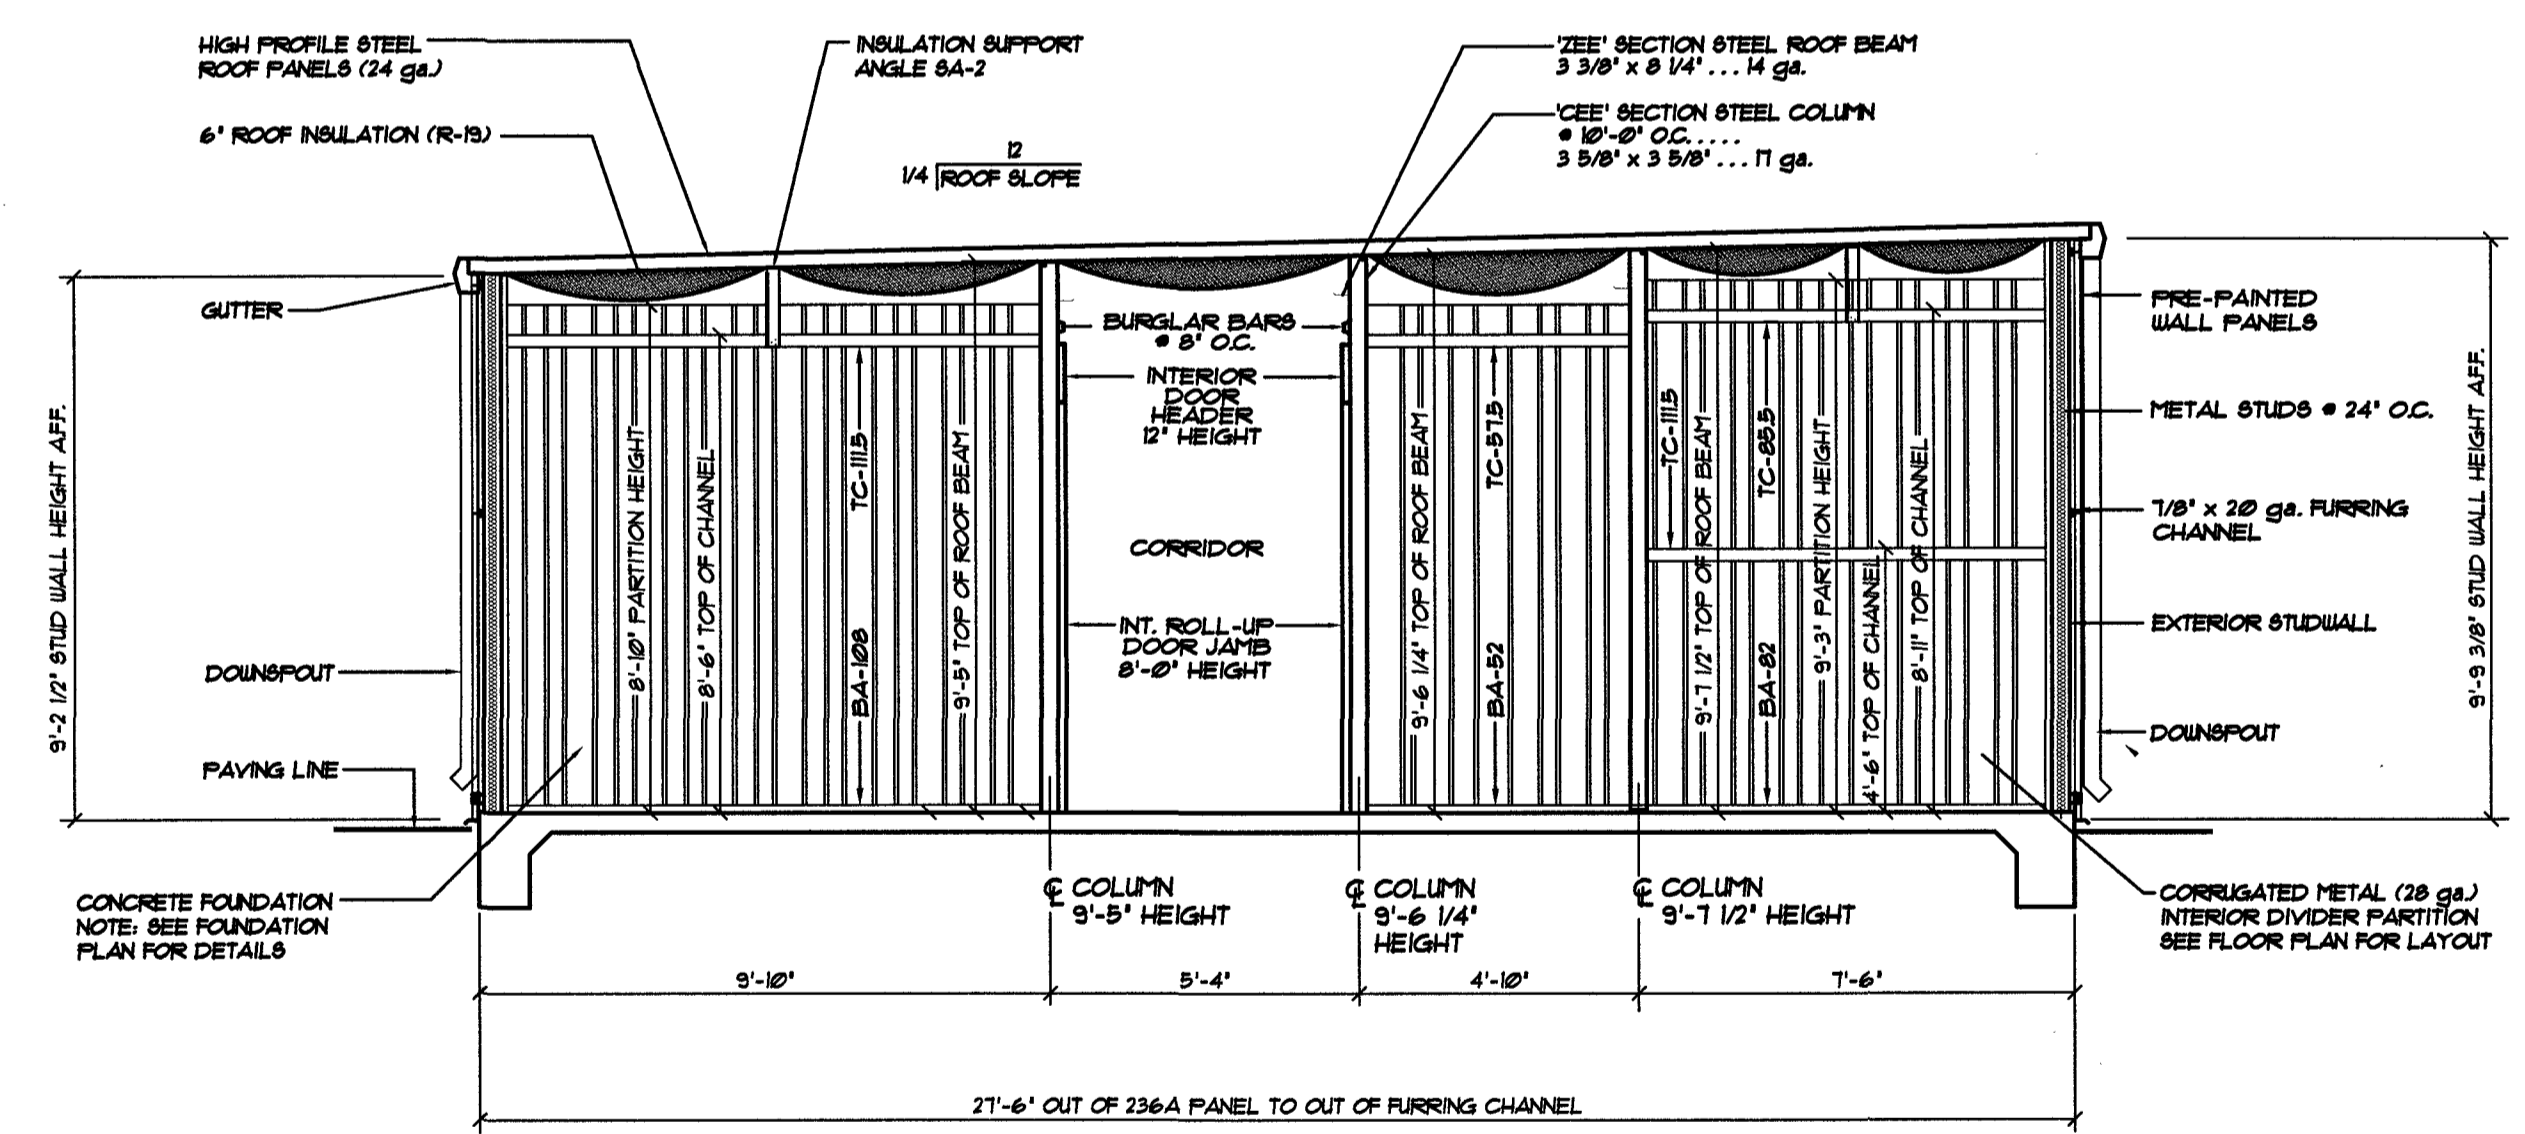 HIGH PROFILE STEEL
ROOF PANELS (24 ga.)
6" ROOF INSULATION (R-19)
INSULATION SUPPORT
ANGLE SA-2
12
1/4 ROOF SLOPE
'ZEE' SECTION STEEL ROOF BEAM
3 3/8" x 8 1/4" ... 14 ga.
'CEE' SECTION STEEL COLUMN
@ 10'-0" O.C. ....
3 5/8" x 3 5/8" ... 17 ga.
GUTTER
9'-2 1/2" STUD WALL HEIGHT A.F.F.
DOWNSPOUT
PAVING LINE
CONCRETE FOUNDATION
NOTE: SEE FOUNDATION
PLAN FOR DETAILS
8'-10" PARTITION HEIGHT
8'-6" TOP OF CHANNEL
TC-111.5
BA-108
9'-5" TOP OF ROOF BEAM
BURGLAR BARS
@ 8" O.C.
INTERIOR
DOOR
HEADER
12" HEIGHT
CORRIDOR
INT. ROLL-UP
DOOR JAMB
8'-0" HEIGHT
9'-6 1/4" TOP OF ROOF BEAM
TC-57.5
BA-52
TC-111.5
9'-7 1/2" TOP OF ROOF BEAM
TC-85.5
BA-82
9'-3" PARTITION HEIGHT
4'-6" TOP OF CHANNEL
8'-11" TOP OF CHANNEL
PRE-PAINTED
WALL PANELS
METAL STUDS @ 24" O.C.
7/8" x 20 ga. FURRING
CHANNEL
EXTERIOR STUDWALL
DOWNSPOUT
9'-9 3/8" STUD WALL HEIGHT A.F.F.
CORRUGATED METAL (28 ga.)
INTERIOR DIVIDER PARTITION
SEE FLOOR PLAN FOR LAYOUT
℄ COLUMN
9'-5" HEIGHT
℄ COLUMN
9'-6 1/4"
HEIGHT
℄ COLUMN
9'-7 1/2" HEIGHT
9'-10"
5'-4"
4'-10"
7'-6"
27'-6" OUT OF 236A PANEL TO OUT OF FURRING CHANNEL